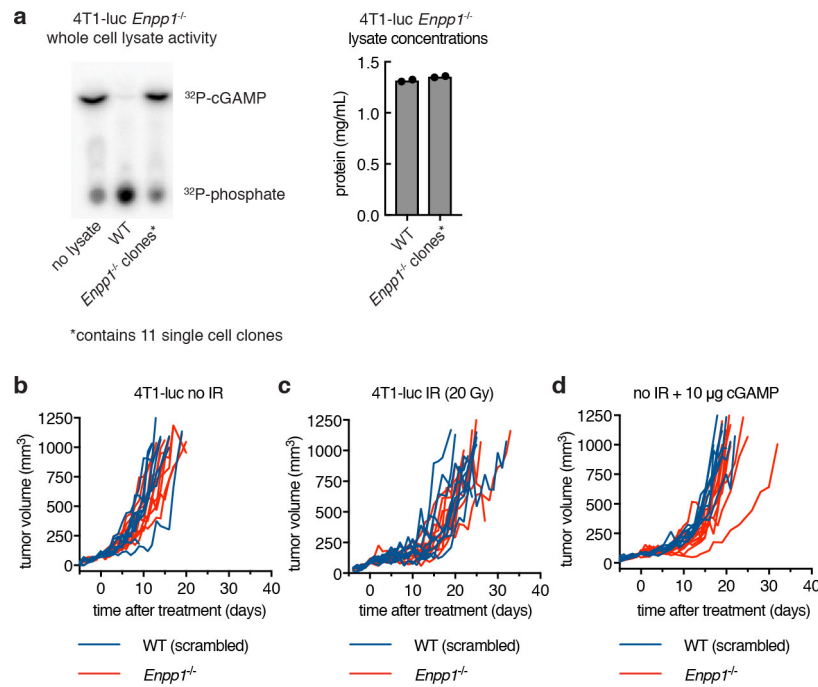 a
4T1-luc Enpp1-/-
whole cell lysate activity
32P-cGAMP
32P-phosphate
no lysate
WT
Enpp1-/- clones*
*contains 11 single cell clones
4T1-luc Enpp1-/-
lysate concentrations
protein (mg/mL)
1.5
1.0
0.5
0.0
WT
Enpp1-/- clones*
b
4T1-luc no IR
tumor volume (mm3)
1250
1000
750
500
250
0
0 10 20 30 40
time after treatment (days)
WT (scrambled)
Enpp1-/-
c
4T1-luc IR (20 Gy)
tumor volume (mm3)
1250
1000
750
500
250
0
0 10 20 30 40
time after treatment (days)
WT (scrambled)
Enpp1-/-
d
no IR + 10 µg cGAMP
tumor volume (mm3)
1250
1000
750
500
250
0
0 10 20 30 40
time after treatment (days)
WT (scrambled)
Enpp1-/-